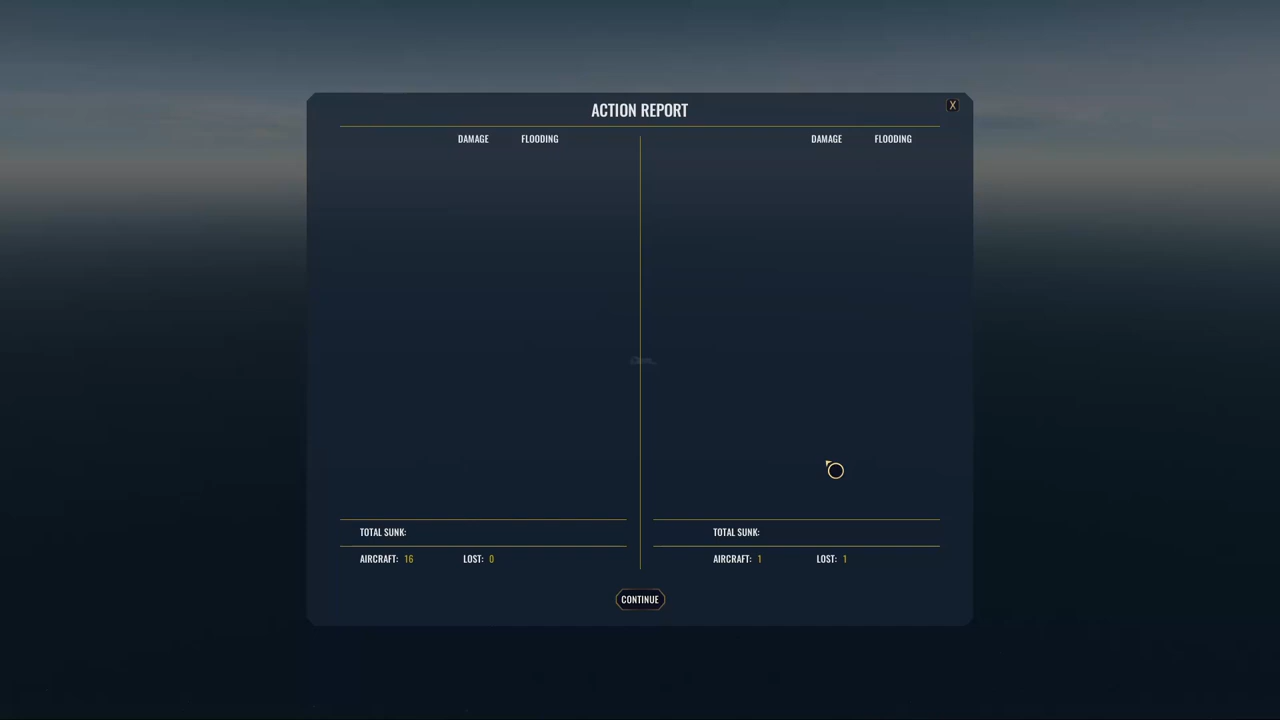 ACTION REPORT
X
DAMAGE FLOODING
DAMAGE FLOODING
TOTAL SUNK:
AIRCRAFT: 16 LOST: 0
TOTAL SUNK:
AIRCRAFT: 1 LOST: 1
CONTINUE